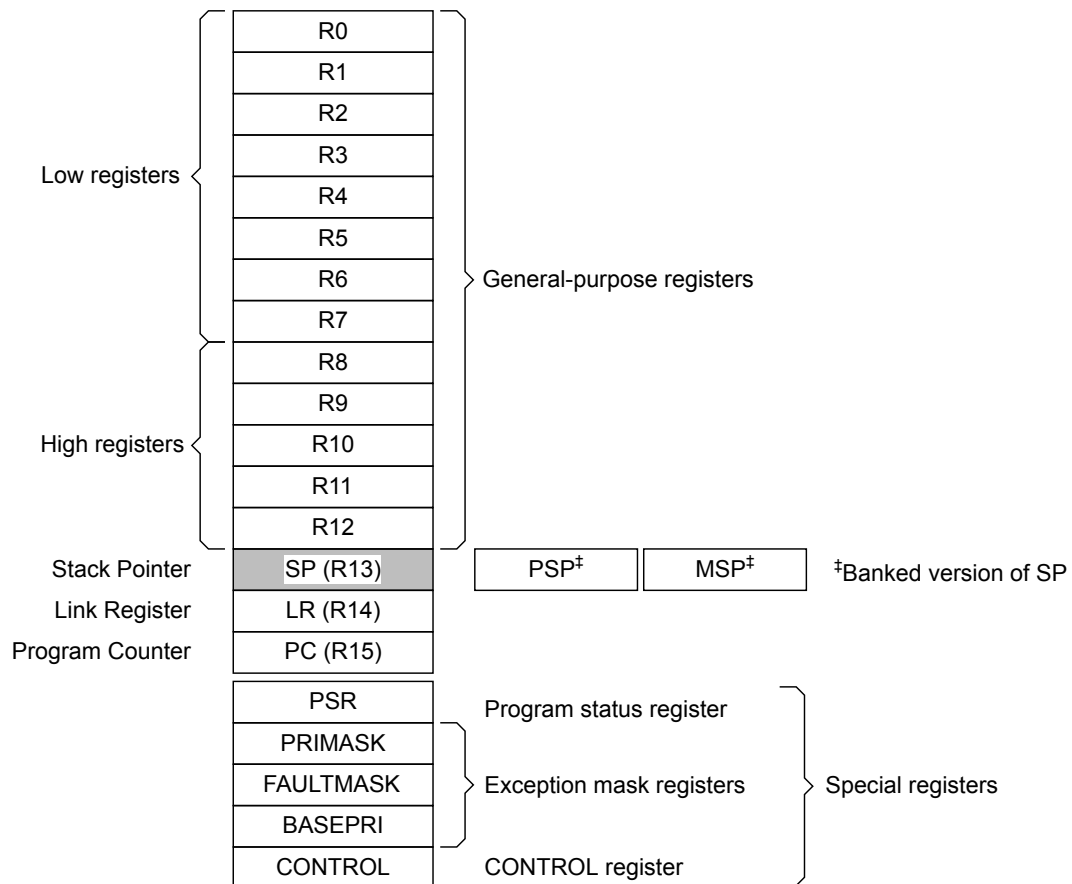 R0
R1
R2
R3
Low registers
R4
R5
R6
General-purpose registers
R7
R8
R9
High registers
R10
R11
R12
Stack Pointer SP (R13) PSP‡ MSP‡ ‡Banked version of SP
Link Register LR (R14)
Program Counter PC (R15)
PSR Program status register
PRIMASK
FAULTMASK Exception mask registers Special registers
BASEPRI
CONTROL CONTROL register